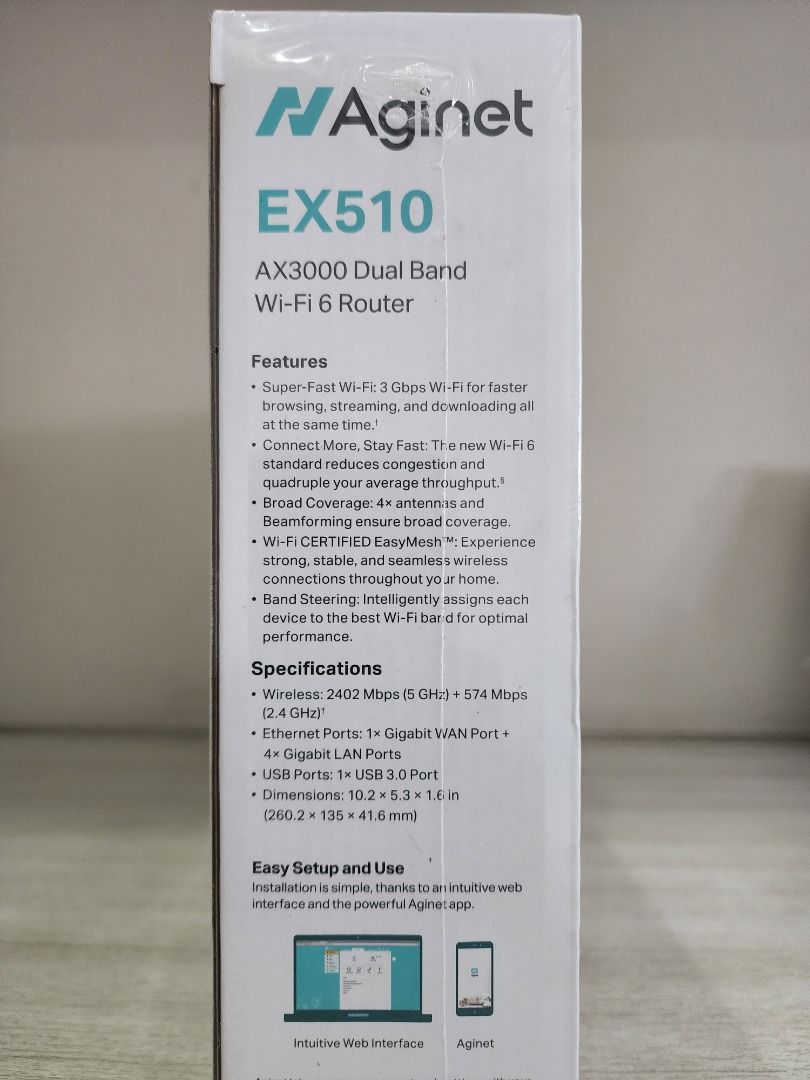 Aginet
EX510
AX3000 Dual Band
Wi-Fi 6 Router
Features
• Super-Fast Wi-Fi: 3 Gbps Wi-Fi for faster
browsing, streaming, and downloading all
at the same time.†
• Connect More, Stay Fast: The new Wi-Fi 6
standard reduces congestion and
quadruple your average throughput.§
• Broad Coverage: 4× antennas and
Beamforming ensure broad coverage.
• Wi-Fi CERTIFIED EasyMesh™: Experience
strong, stable, and seamless wireless
connections throughout your home.
• Band Steering: Intelligently assigns each
device to the best Wi-Fi band for optimal
performance.
Specifications
• Wireless: 2402 Mbps (5 GHz) + 574 Mbps
(2.4 GHz)†
• Ethernet Ports: 1× Gigabit WAN Port +
4× Gigabit LAN Ports
• USB Ports: 1× USB 3.0 Port
• Dimensions: 10.2 × 5.3 × 1.6 in
(260.2 × 135 × 41.6 mm)
Easy Setup and Use
Installation is simple, thanks to an intuitive web
interface and the powerful Aginet app.
Intuitive Web Interface
Aginet